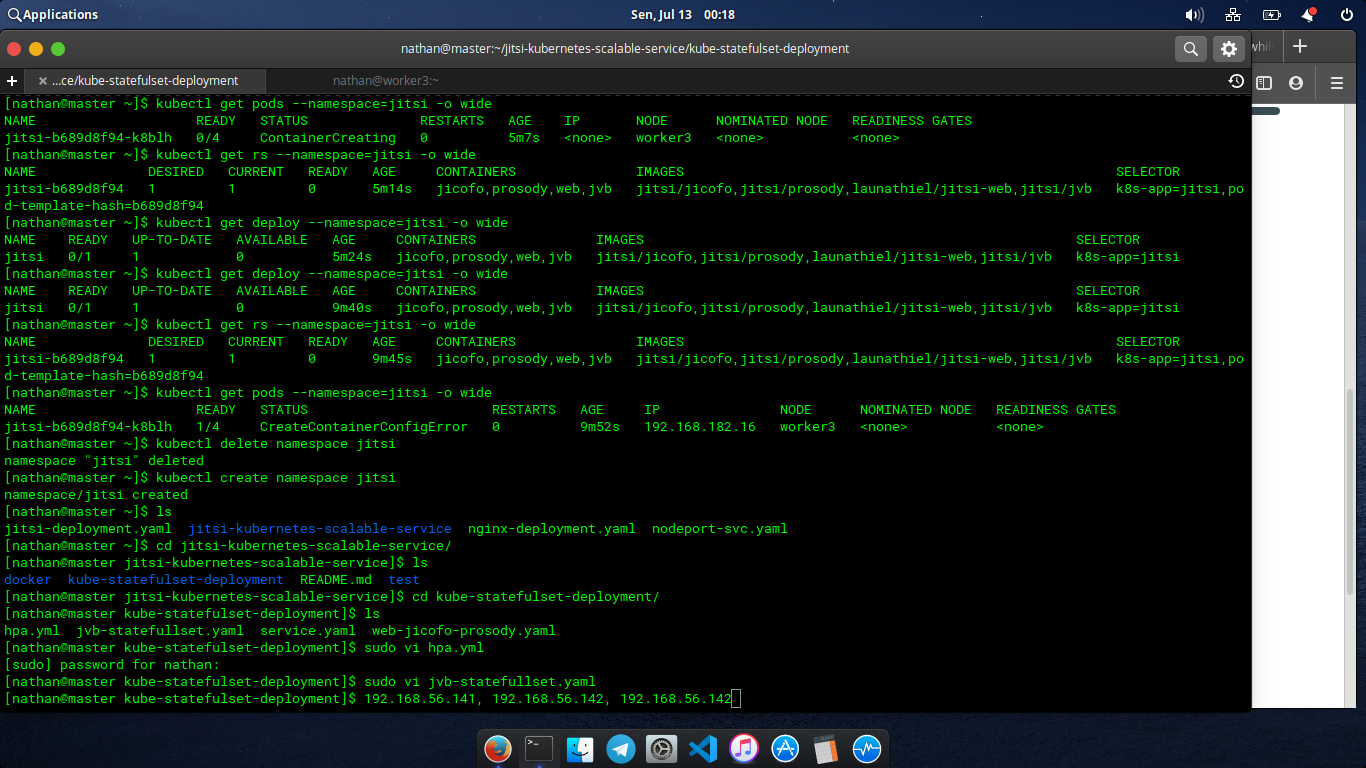 Applications
Sen, Jul 13   00:18
nathan@master:~/jitsi-kubernetes-scalable-service/kube-statefulset-deployment
...ce/kube-statefulset-deployment
nathan@worker3:~
[nathan@master ~]$ kubectl get pods --namespace=jitsi -o wide
NAME                    READY   STATUS              RESTARTS   AGE    IP       NODE      NOMINATED NODE   READINESS GATES
jitsi-b689d8f94-k8blh   0/4     ContainerCreating   0          5m7s   <none>   worker3   <none>           <none>
[nathan@master ~]$ kubectl get rs --namespace=jitsi -o wide
NAME              DESIRED   CURRENT   READY   AGE     CONTAINERS               IMAGES                                                     SELECTOR
jitsi-b689d8f94   1         1         0       5m14s   jicofo,prosody,web,jvb   jitsi/jicofo,jitsi/prosody,launathiel/jitsi-web,jitsi/jvb   k8s-app=jitsi,po
d-template-hash=b689d8f94
[nathan@master ~]$ kubectl get deploy --namespace=jitsi -o wide
NAME    READY   UP-TO-DATE   AVAILABLE   AGE     CONTAINERS               IMAGES                                                      SELECTOR
jitsi   0/1     1            0           5m24s   jicofo,prosody,web,jvb   jitsi/jicofo,jitsi/prosody,launathiel/jitsi-web,jitsi/jvb   k8s-app=jitsi
[nathan@master ~]$ kubectl get deploy --namespace=jitsi -o wide
NAME    READY   UP-TO-DATE   AVAILABLE   AGE     CONTAINERS               IMAGES                                                      SELECTOR
jitsi   0/1     1            0           9m40s   jicofo,prosody,web,jvb   jitsi/jicofo,jitsi/prosody,launathiel/jitsi-web,jitsi/jvb   k8s-app=jitsi
[nathan@master ~]$ kubectl get rs --namespace=jitsi -o wide
NAME              DESIRED   CURRENT   READY   AGE     CONTAINERS               IMAGES                                                      SELECTOR
jitsi-b689d8f94   1         1         0       9m45s   jicofo,prosody,web,jvb   jitsi/jicofo,jitsi/prosody,launathiel/jitsi-web,jitsi/jvb   k8s-app=jitsi,po
d-template-hash=b689d8f94
[nathan@master ~]$ kubectl get pods --namespace=jitsi -o wide
NAME                    READY   STATUS                       RESTARTS   AGE     IP               NODE      NOMINATED NODE   READINESS GATES
jitsi-b689d8f94-k8blh   1/4     CreateContainerConfigError   0          9m52s   192.168.182.16   worker3   <none>           <none>
[nathan@master ~]$ kubectl delete namespace jitsi
namespace "jitsi" deleted
[nathan@master ~]$ kubectl create namespace jitsi
namespace/jitsi created
[nathan@master ~]$ ls
jitsi-deployment.yaml  jitsi-kubernetes-scalable-service  nginx-deployment.yaml  nodeport-svc.yaml
[nathan@master ~]$ cd jitsi-kubernetes-scalable-service/
[nathan@master jitsi-kubernetes-scalable-service]$ ls
docker  kube-statefulset-deployment  README.md  test
[nathan@master jitsi-kubernetes-scalable-service]$ cd kube-statefulset-deployment/
[nathan@master kube-statefulset-deployment]$ ls
hpa.yml  jvb-statefullset.yaml  service.yaml  web-jicofo-prosody.yaml
[nathan@master kube-statefulset-deployment]$ sudo vi hpa.yml
[sudo] password for nathan:
[nathan@master kube-statefulset-deployment]$ sudo vi jvb-statefullset.yaml
[nathan@master kube-statefulset-deployment]$ 192.168.56.141, 192.168.56.142, 192.168.56.142